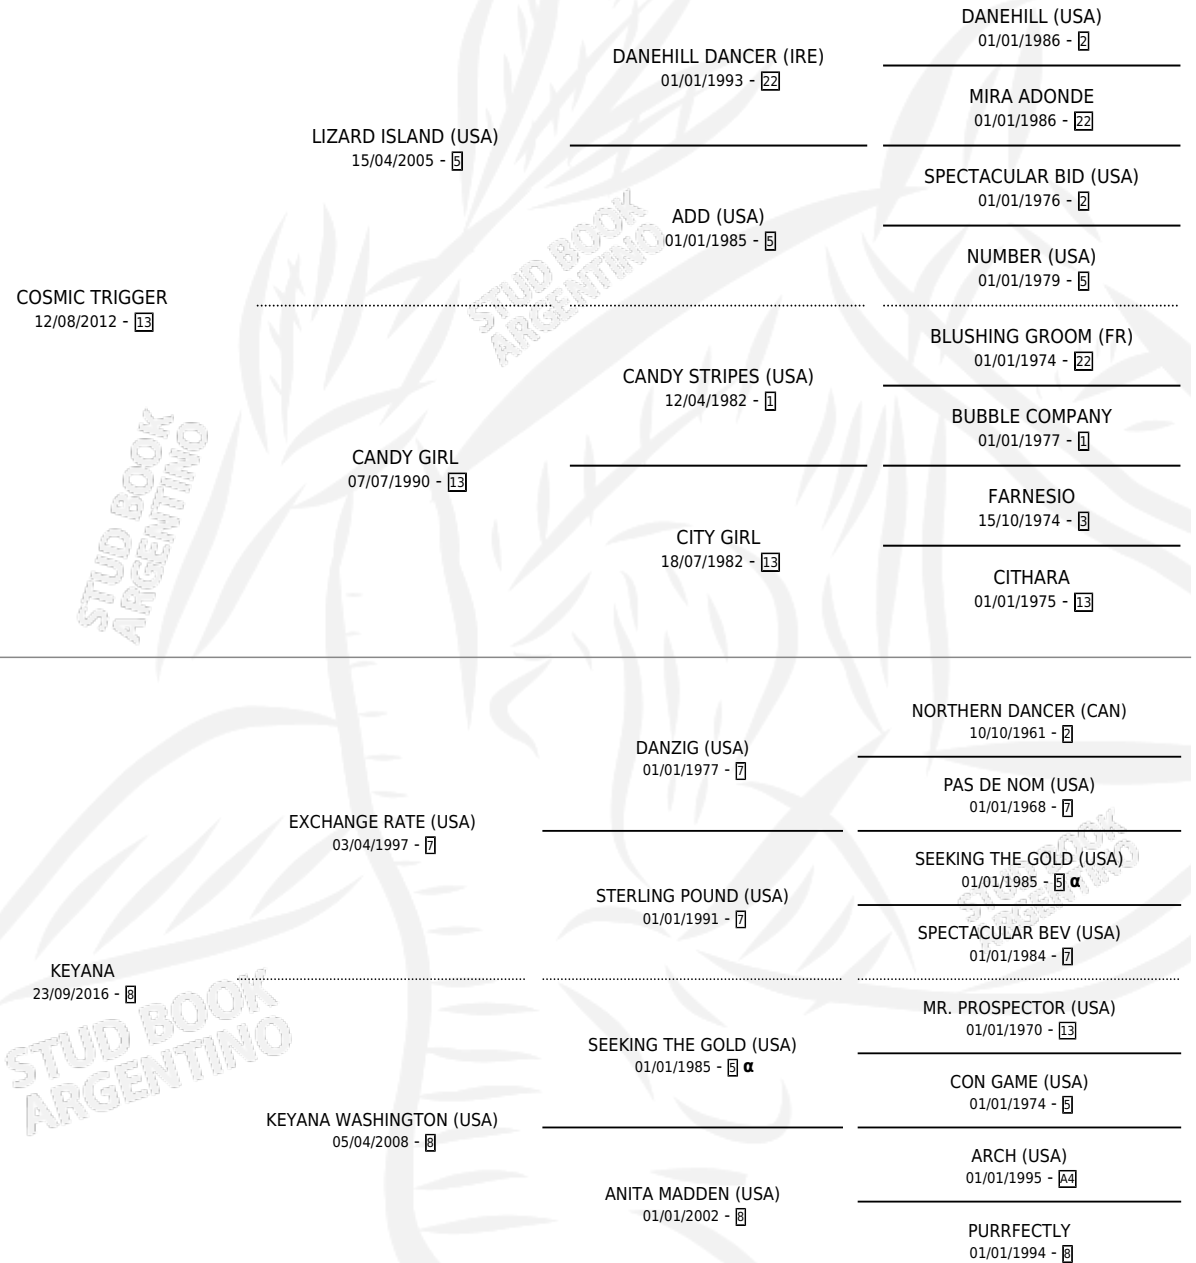 DANEHILL (USA)
01/01/1986 - 2
DANEHILL DANCER (IRE)
01/01/1993 - 22
MIRA ADONDE
01/01/1986 - 22
LIZARD ISLAND (USA)
15/04/2005 - 5
SPECTACULAR BID (USA)
01/01/1976 - 2
ADD (USA)
01/01/1985 - 5
NUMBER (USA)
01/01/1979 - 5
COSMIC TRIGGER
12/08/2012 - 13
BLUSHING GROOM (FR)
01/01/1974 - 22
CANDY STRIPES (USA)
12/04/1982 - 1
BUBBLE COMPANY
01/01/1977 - 1
CANDY GIRL
07/07/1990 - 13
FARNESIO
15/10/1974 - 3
CITY GIRL
18/07/1982 - 13
CITHARA
01/01/1975 - 13
STUD BOOK
ARGENTINO
STUD BOOK
ARGENTINO
NORTHERN DANCER (CAN)
10/10/1961 - 2
DANZIG (USA)
01/01/1977 - 7
PAS DE NOM (USA)
01/01/1968 - 7
EXCHANGE RATE (USA)
03/04/1997 - 7
SEEKING THE GOLD (USA)
01/01/1985 - 5 α
STERLING POUND (USA)
01/01/1991 - 7
SPECTACULAR BEV (USA)
01/01/1984 - 7
KEYANA
23/09/2016 - 8
MR. PROSPECTOR (USA)
01/01/1970 - 13
SEEKING THE GOLD (USA)
01/01/1985 - 5 α
CON GAME (USA)
01/01/1974 - 5
KEYANA WASHINGTON (USA)
05/04/2008 - 8
ARCH (USA)
01/01/1995 - A4
ANITA MADDEN (USA)
01/01/2002 - 8
PURRFECTLY
01/01/1994 - 8
STUD BOOK
ARGENTINO
STUD BOOK
ARGENTINO